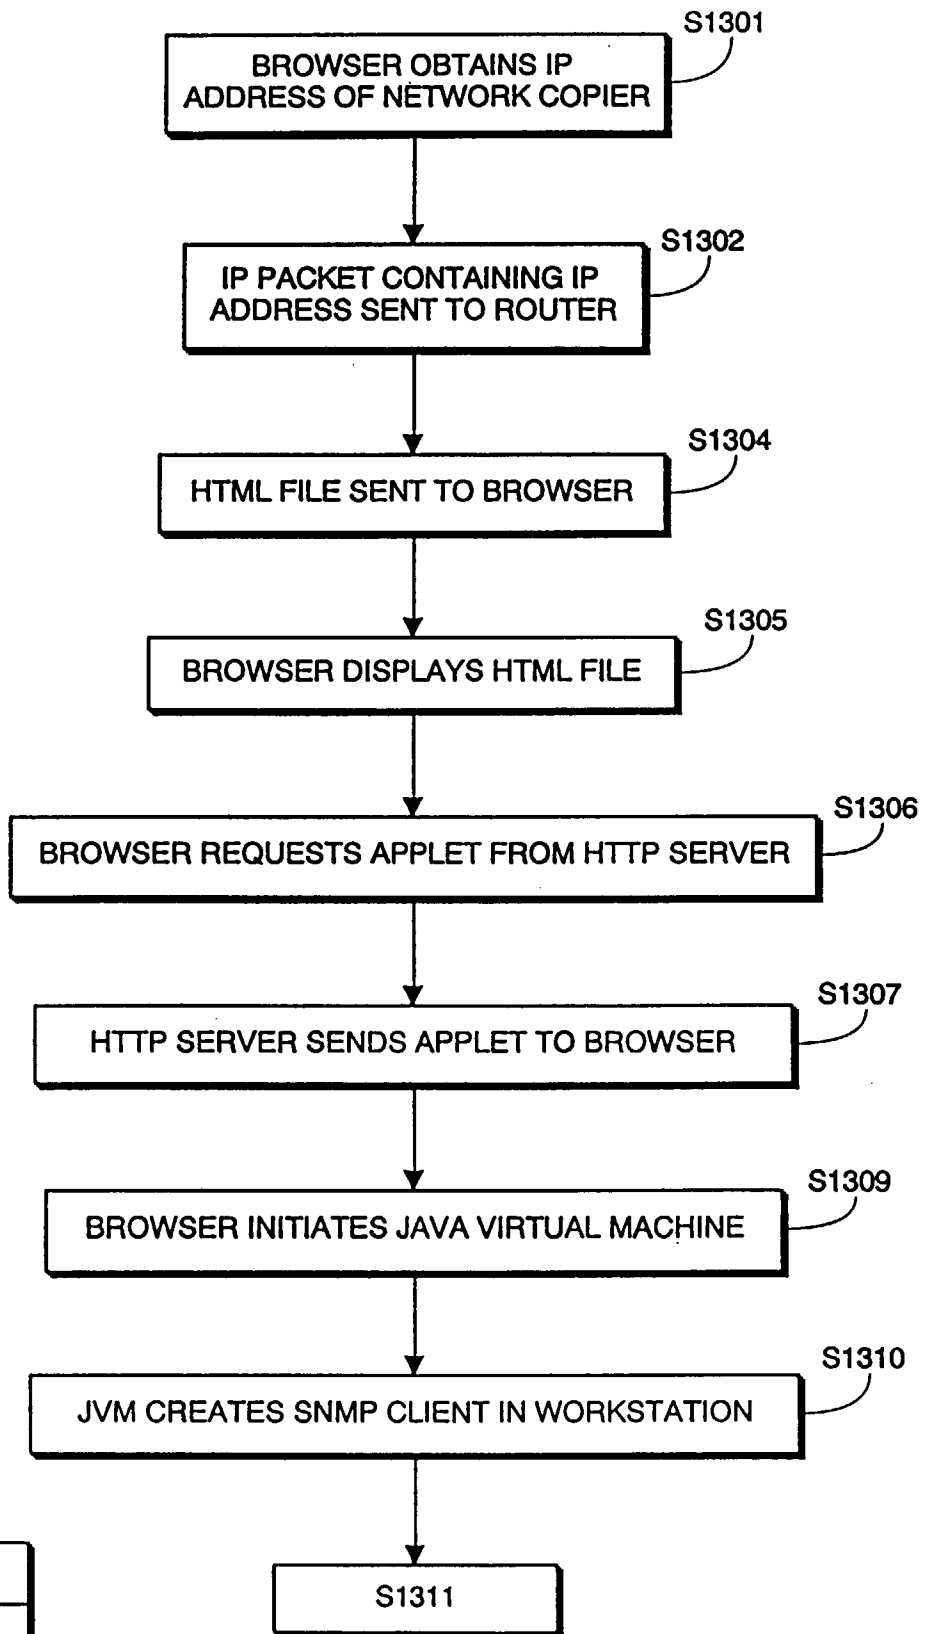 S1301
BROWSER OBTAINS IP
ADDRESS OF NETWORK COPIER
S1302
IP PACKET CONTAINING IP
ADDRESS SENT TO ROUTER
S1304
HTML FILE SENT TO BROWSER
S1305
BROWSER DISPLAYS HTML FILE
S1306
BROWSER REQUESTS APPLET FROM HTTP SERVER
S1307
HTTP SERVER SENDS APPLET TO BROWSER
S1309
BROWSER INITIATES JAVA VIRTUAL MACHINE
S1310
JVM CREATES SNMP CLIENT IN WORKSTATION
S1311